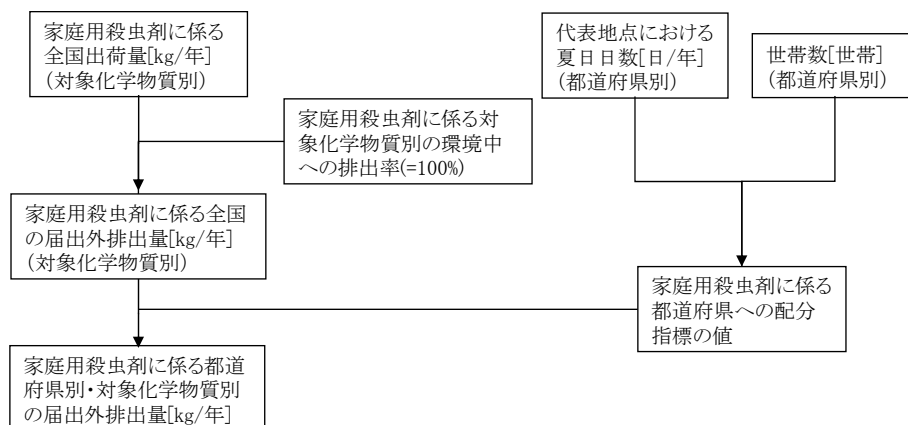 家庭用殺虫剤に係る
全国出荷量[kg/年]
(対象化学物質別)
代表地点における
夏日日数[日/年]
(都道府県別)
世帯数[世帯]
(都道府県別)
家庭用殺虫剤に係る対
象化学物質別の環境中
への排出率(=100%)
家庭用殺虫剤に係る全国
の届出外排出量[kg/年]
(対象化学物質別)
家庭用殺虫剤に係る
都道府県への配分
指標の値
家庭用殺虫剤に係る都道
府県別・対象化学物質別
の届出外排出量[kg/年]